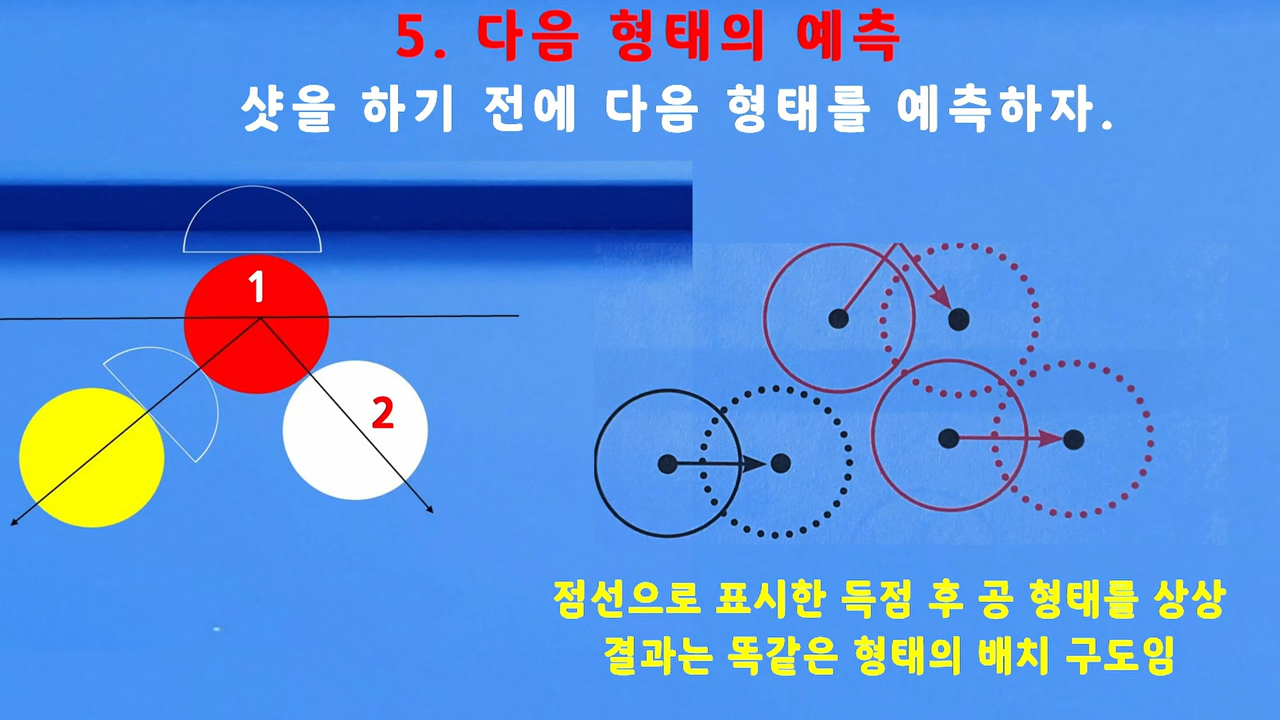 5. 다음 형태의 예측
샷을 하기 전에 다음 형태를 예측하자.
1
2
점선으로 표시한 득점 후 공 형태를 상상
결과는 똑같은 형태의 배치 구도임